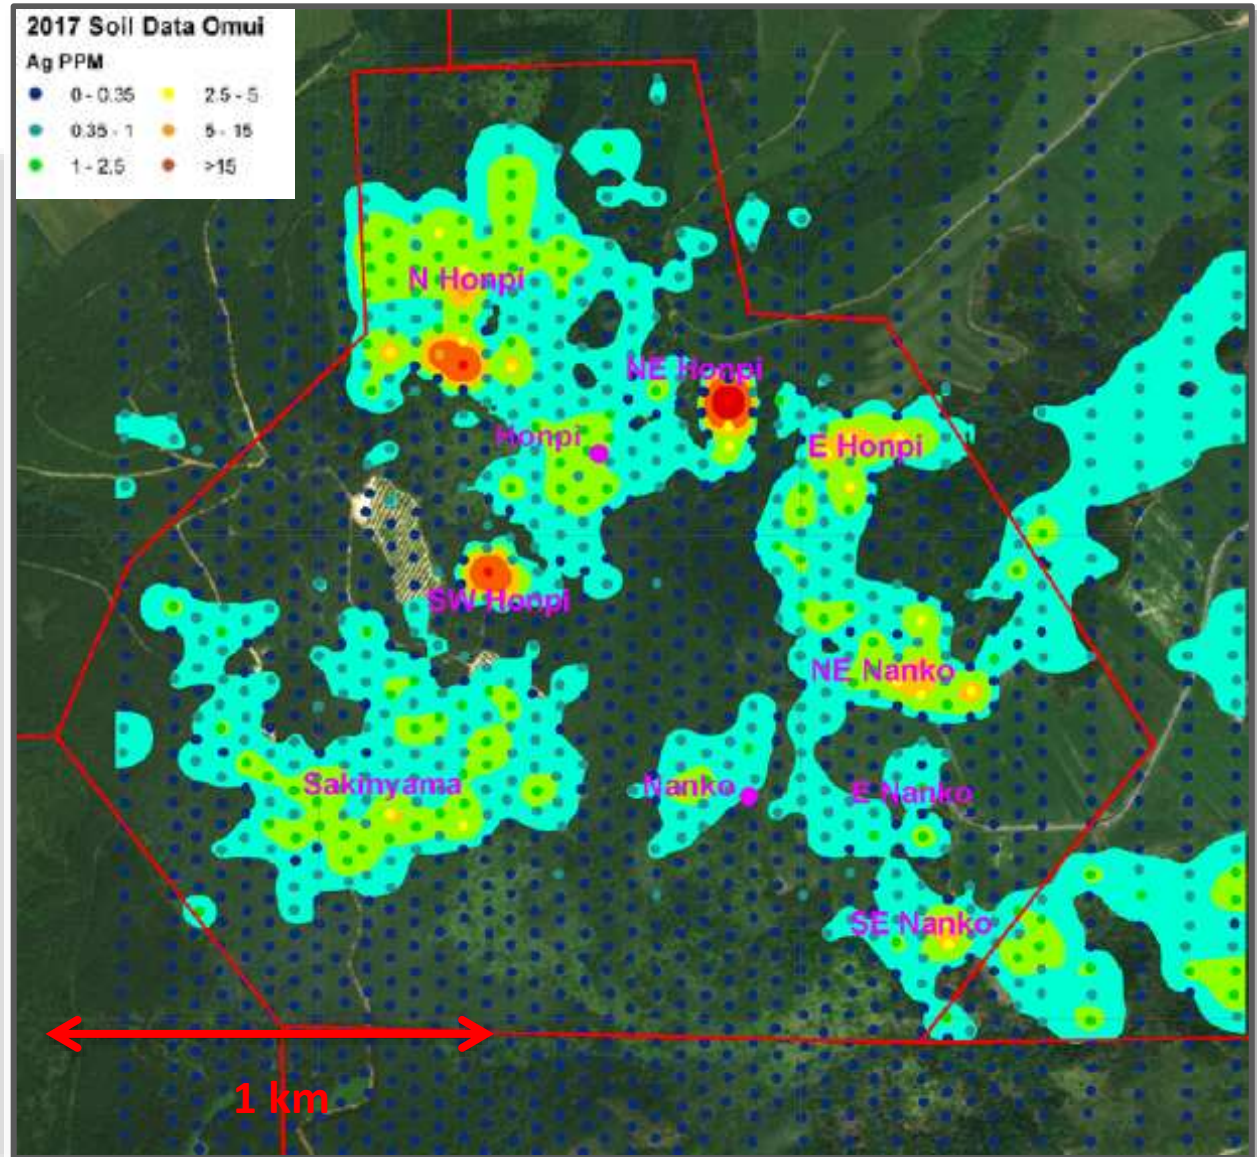 2017 Soil Data Omui
Ag PPM
0 - 0.35 2.5 - 5
0.35 - 1 5 - 15
1 - 2.5 >15
N Honpi
NE Honpi
Honpi
E Honpi
SW Honpi
NE Nanko
Sakinyama
Nanko
E Nanko
SE Nanko
1 km